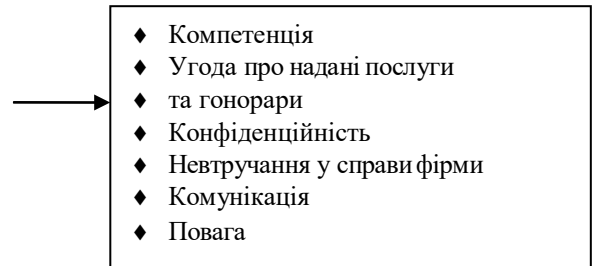 ♦ Компетенція
♦ Угода про надані послуги
♦ та гонорари
♦ Конфіденційність
♦ Невтручання у справи фірми
♦ Комунікація
♦ Повага